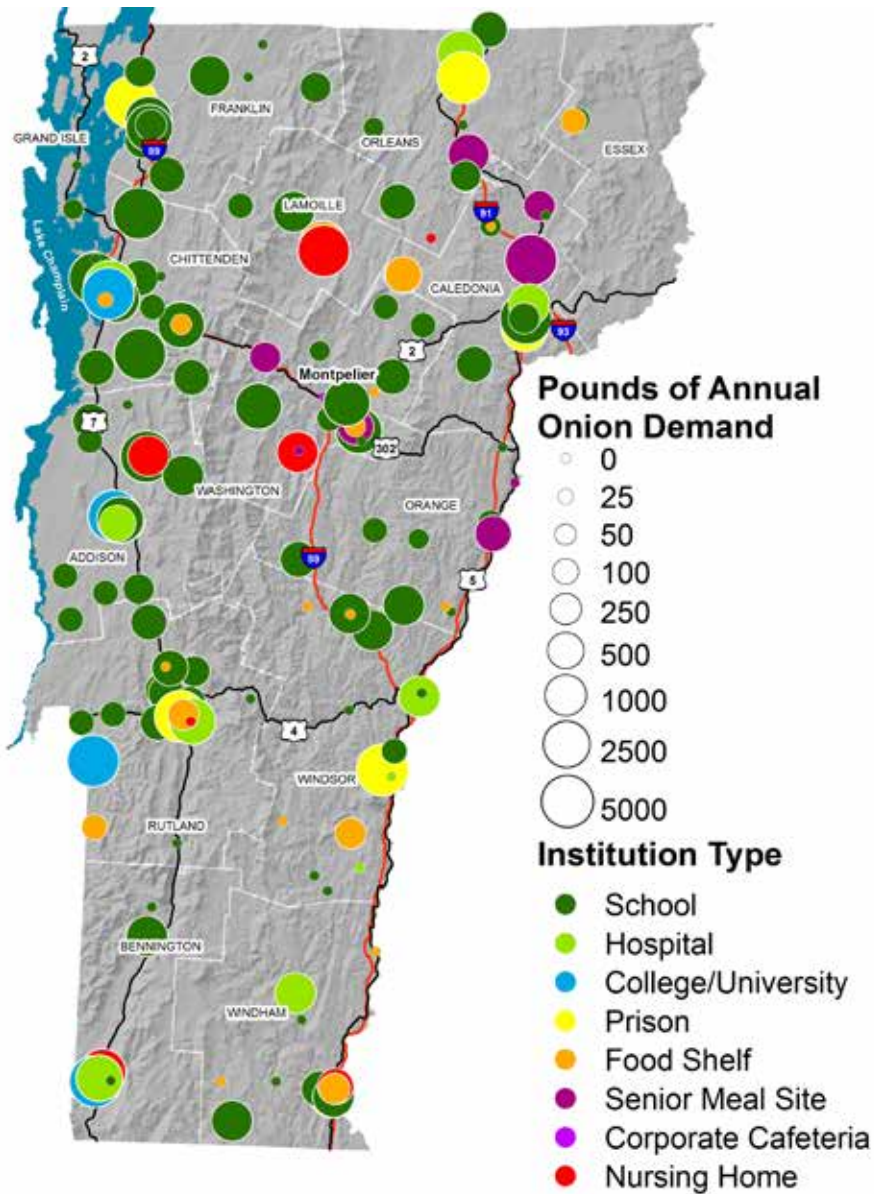 2
FRANKLIN
GRAND ISLE
89
ORLEANS
ESSEX
LAMOILLE
91
Lake Champlain
CHITTENDEN
CALEDONIA
93
2
Montpelier
7
302
WASHINGTON
ORANGE
ADDISON
89
5
4
WINDSOR
RUTLAND
BENNINGTON
WINDHAM
Pounds of Annual
Onion Demand
0
25
50
100
250
500
1000
2500
5000
Institution Type
School
Hospital
College/University
Prison
Food Shelf
Senior Meal Site
Corporate Cafeteria
Nursing Home